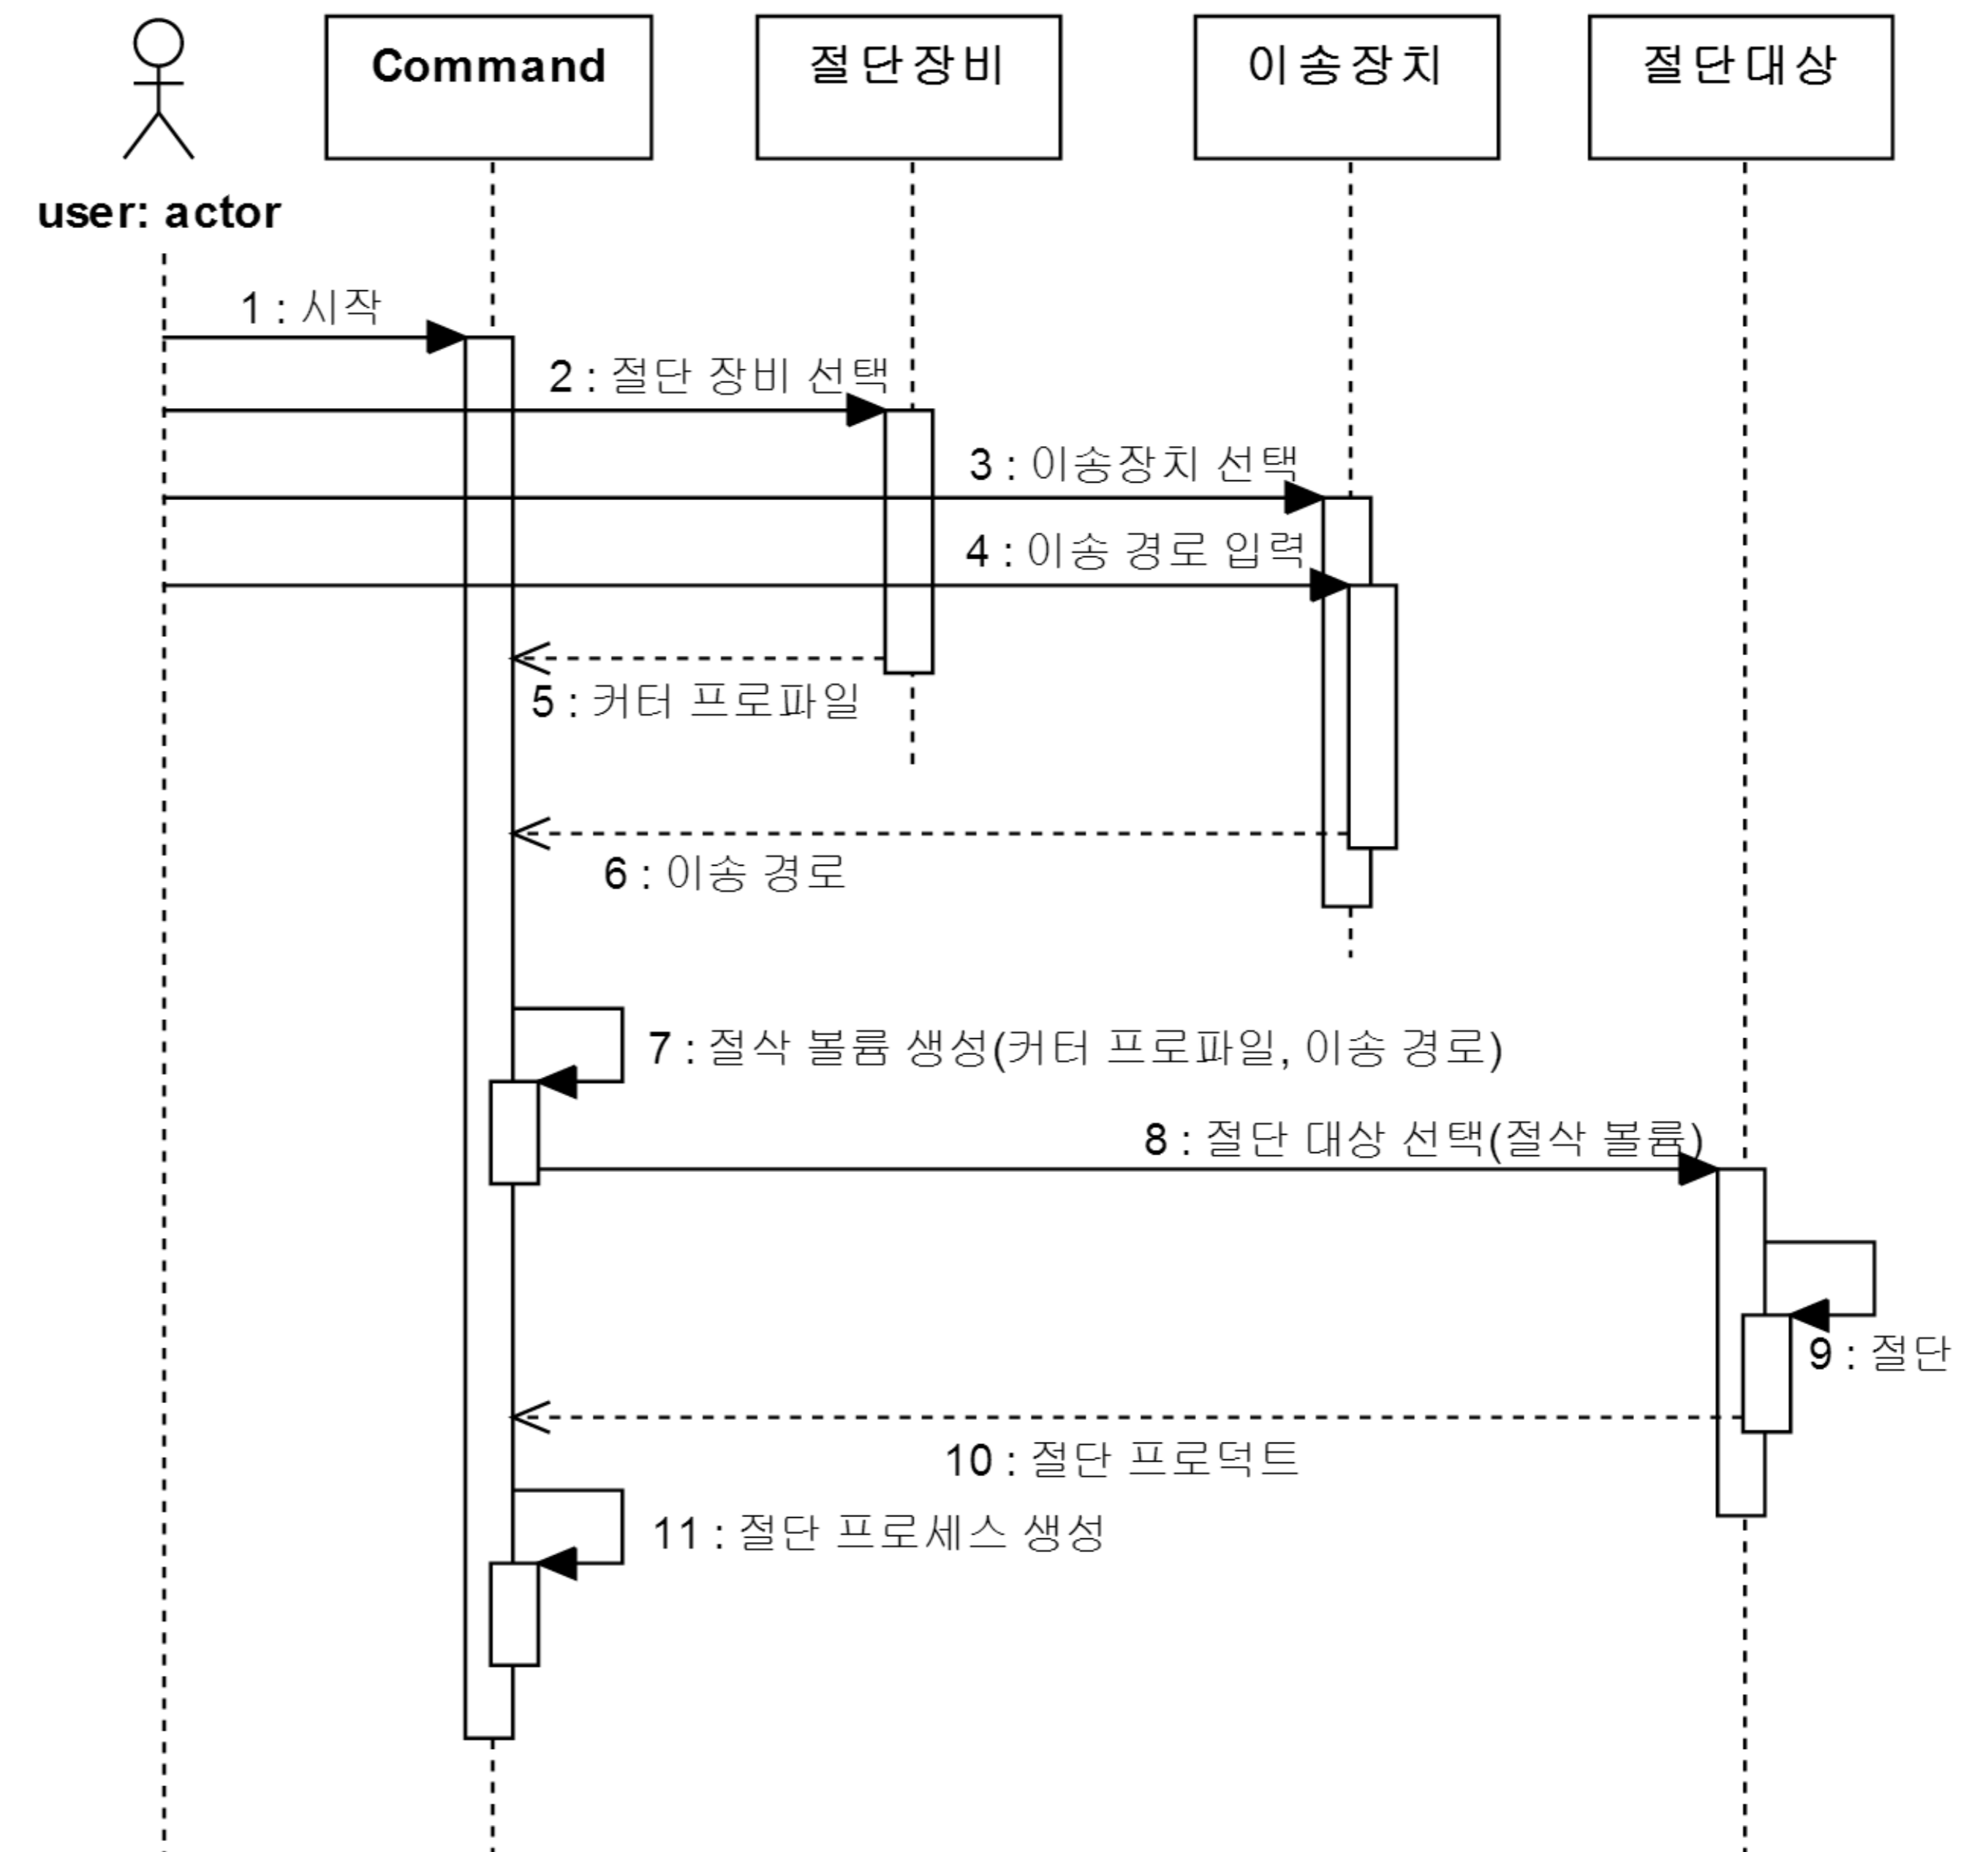 Command
절단장비
이송장치
절단대상
user: actor
1 : 시작
2 : 절단 장비 선택
3 : 이송장치 선택
4 : 이송 경로 입력
5 : 커터 프로파일
6 : 이송 경로
7 : 절삭 볼륨 생성(커터 프로파일, 이송 경로)
8 : 절단 대상 선택(절삭 볼륨)
9 : 절단
10 : 절단 프로덕트
11 : 절단 프로세스 생성